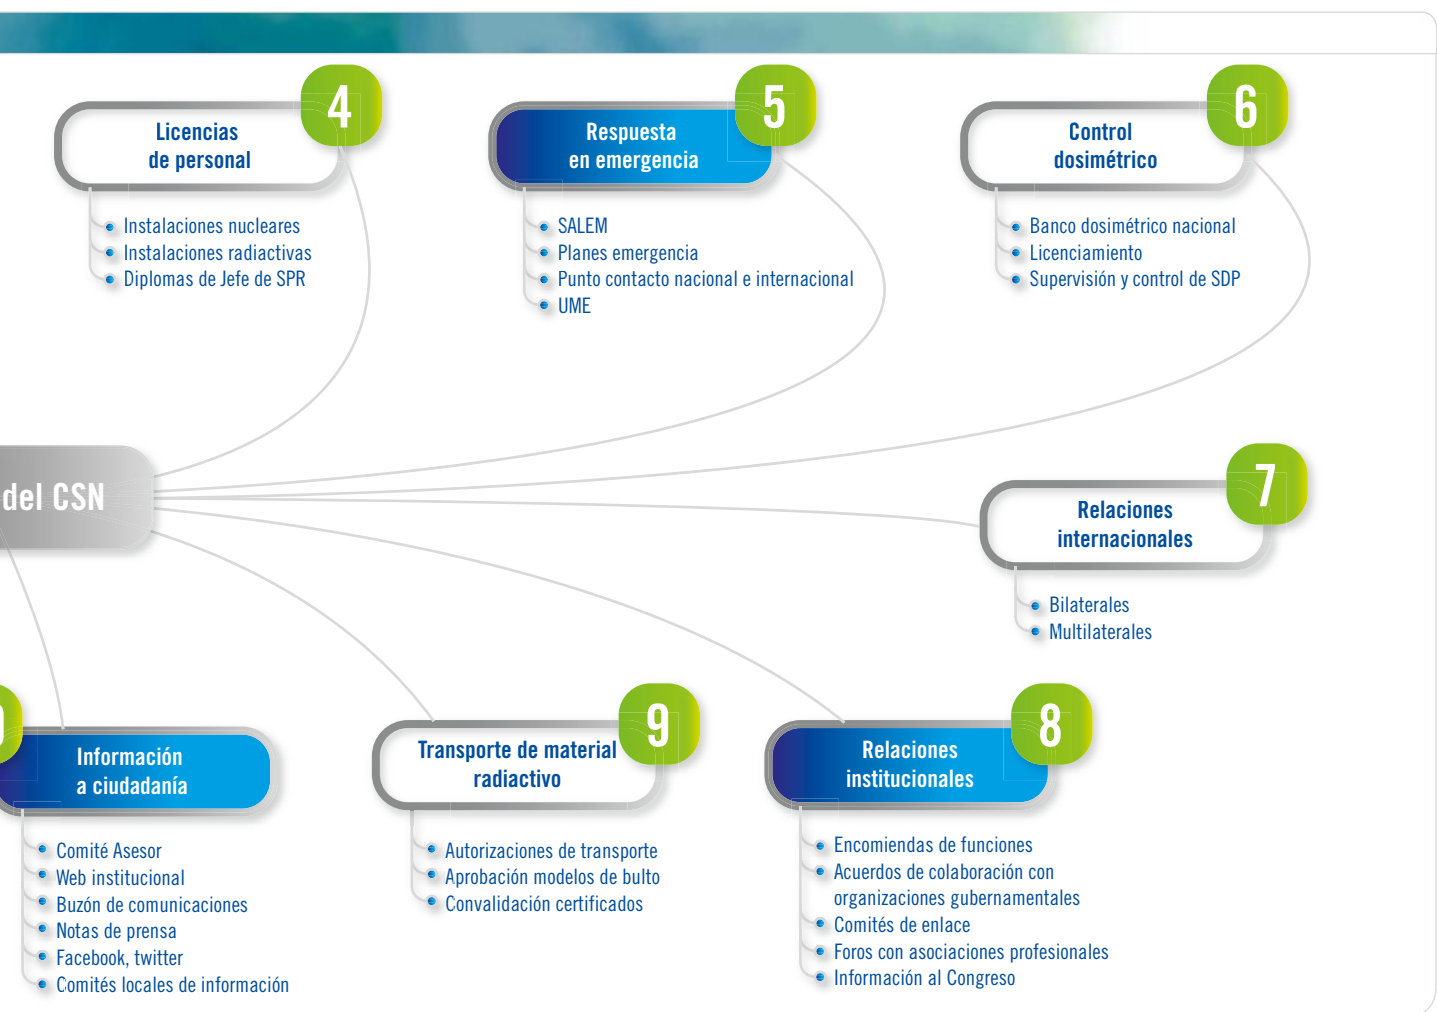 4
Licencias
de personal
Instalaciones nucleares
Instalaciones radiactivas
Diplomas de Jefe de SPR
5
Respuesta
en emergencia
SALEM
Planes emergencia
Punto contacto nacional e internacional
UME
6
Control
dosimétrico
Banco dosimétrico nacional
Licenciamiento
Supervisión y control de SDP
del CSN
7
Relaciones
internacionales
Bilaterales
Multilaterales
Información
a ciudadanía
Comité Asesor
Web institucional
Buzón de comunicaciones
Notas de prensa
Facebook, twitter
Comités locales de información
9
Transporte de material
radiactivo
Autorizaciones de transporte
Aprobación modelos de bulto
Convalidación certificados
8
Relaciones
institucionales
Encomiendas de funciones
Acuerdos de colaboración con
organizaciones gubernamentales
Comités de enlace
Foros con asociaciones profesionales
Información al Congreso